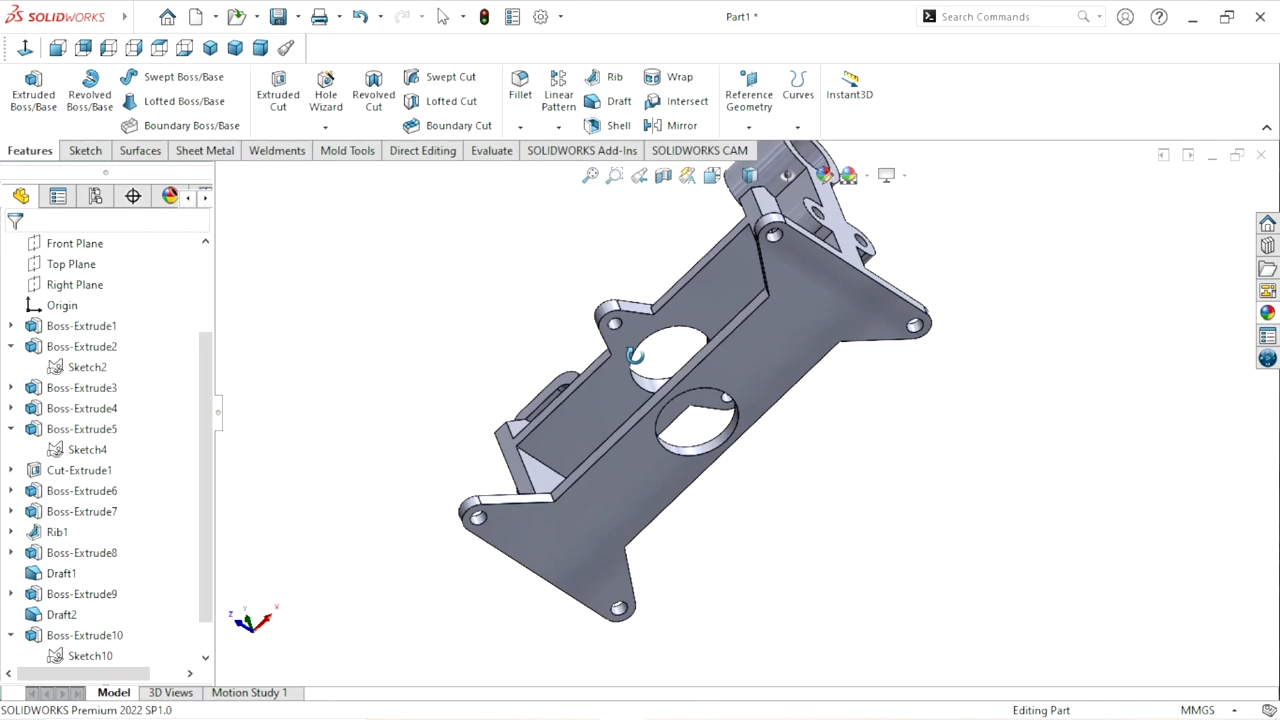 SOLIDWORKS
Part1 *
Search Commands
Extruded Boss/Base
Revolved Boss/Base
Swept Boss/Base
Lofted Boss/Base
Boundary Boss/Base
Extruded Cut
Hole Wizard
Revolved Cut
Swept Cut
Lofted Cut
Boundary Cut
Fillet
Linear Pattern
Rib
Draft
Shell
Wrap
Intersect
Mirror
Reference Geometry
Curves
Instant3D
Features
Sketch
Surfaces
Sheet Metal
Weldments
Mold Tools
Direct Editing
Evaluate
SOLIDWORKS Add-Ins
SOLIDWORKS CAM
Front Plane
Top Plane
Right Plane
Origin
Boss-Extrude1
Boss-Extrude2
Sketch2
Boss-Extrude3
Boss-Extrude4
Boss-Extrude5
Sketch4
Cut-Extrude1
Boss-Extrude6
Boss-Extrude7
Rib1
Boss-Extrude8
Draft1
Boss-Extrude9
Draft2
Boss-Extrude10
Sketch10
Z Y X
Model
3D Views
Motion Study 1
SOLIDWORKS Premium 2022 SP1.0
Editing Part
MMGS